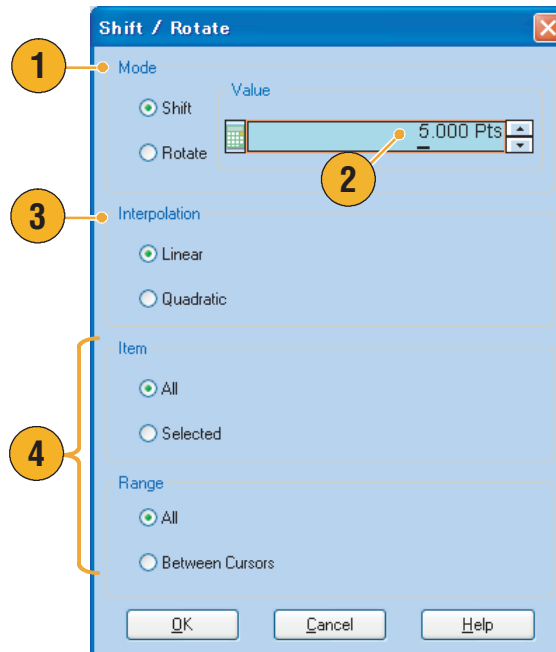 Shift / Rotate
1
Mode
Value
Shift
5.000 Pts
Rotate
2
3
Interpolation
Linear
Quadratic
Item
All
Selected
4
Range
All
Between Cursors
OK
Cancel
Help